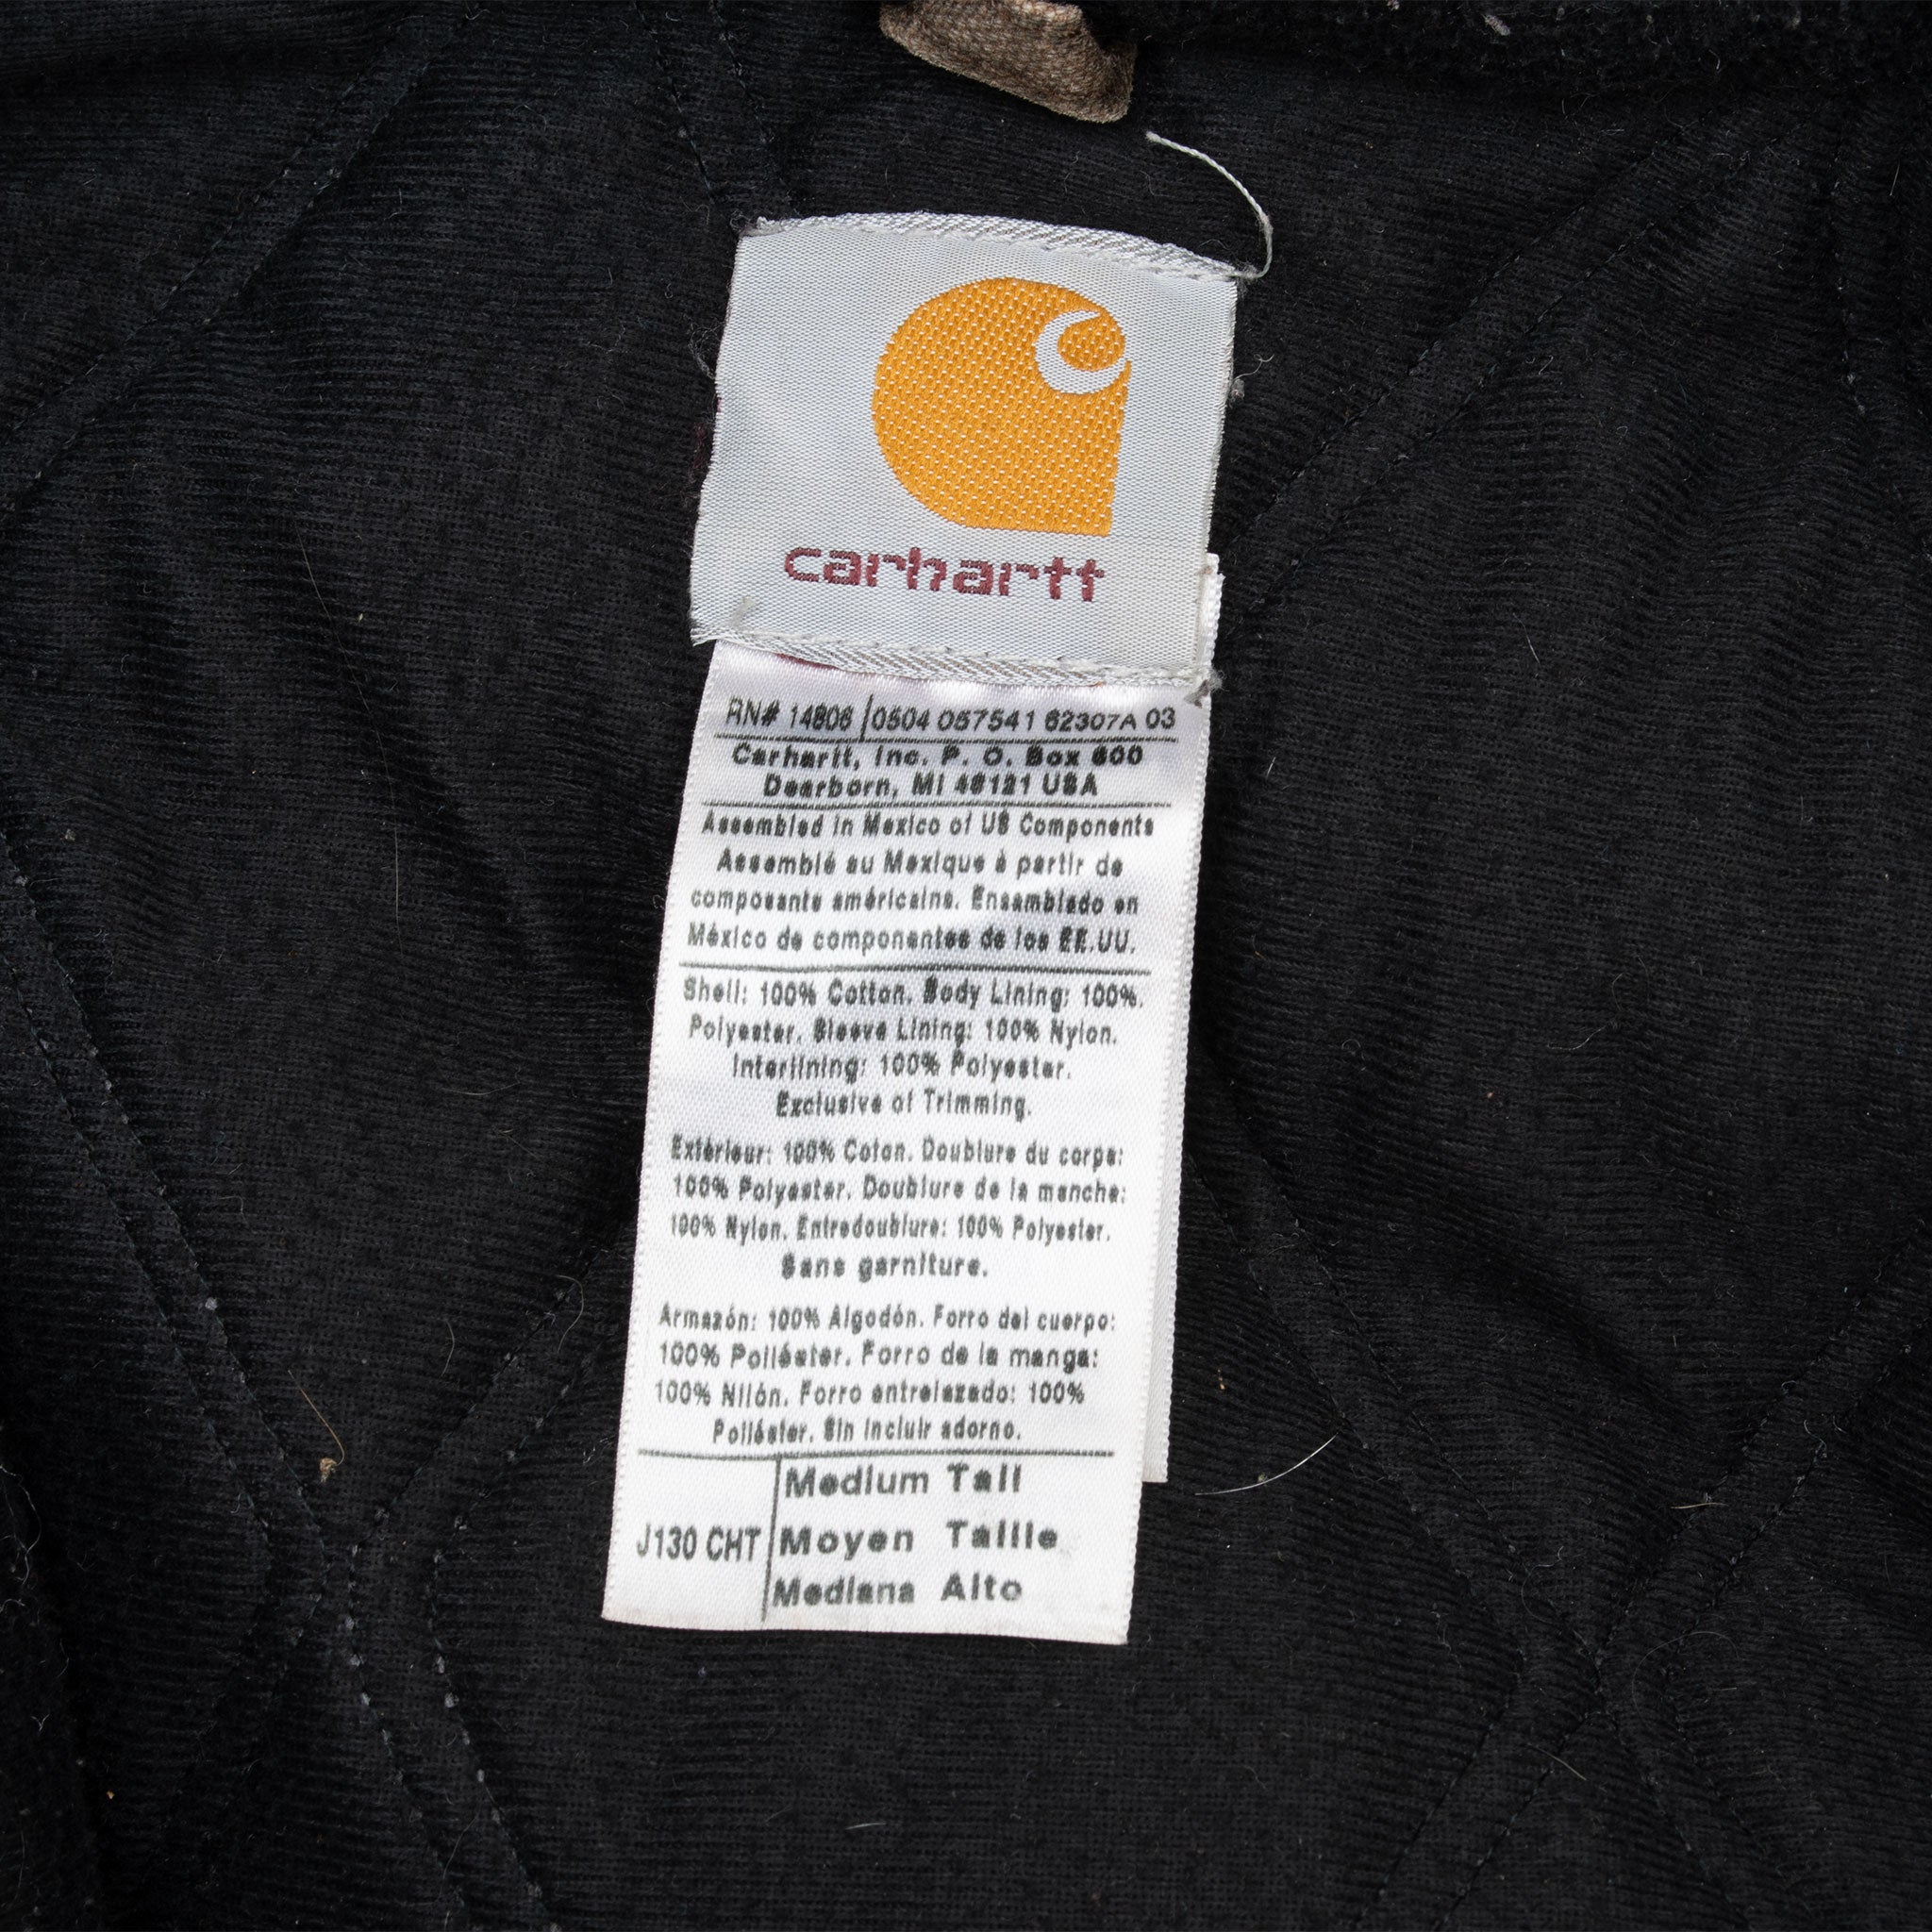 carhartt
RN# 14806 0504 057541 62307A 03
Carhartt, Inc. P. O. Box 600
Dearborn, MI 48121 USA
Assembled in Mexico of US Components
Assemblé au Mexique à partir de
composants américains. Ensamblado en
México de componentes de los EE.UU.
Shell: 100% Cotton. Body Lining: 100%.
Polyester. Sleeve Lining: 100% Nylon.
Interlining: 100% Polyester.
Exclusive of Trimming.
Extérieur: 100% Coton. Doublure du corps:
100% Polyester. Doublure de la manche:
100% Nylon. Entredoublure: 100% Polyester.
Sans garniture.
Armazón: 100% Algodón. Forro del cuerpo:
100% Poliéster. Forro de la manga:
100% Nilón. Forro entrelazado: 100%
Poliéster. Sin incluir adorno.
Medium Tall
J130 CHT Moyen Taille
Mediana Alto